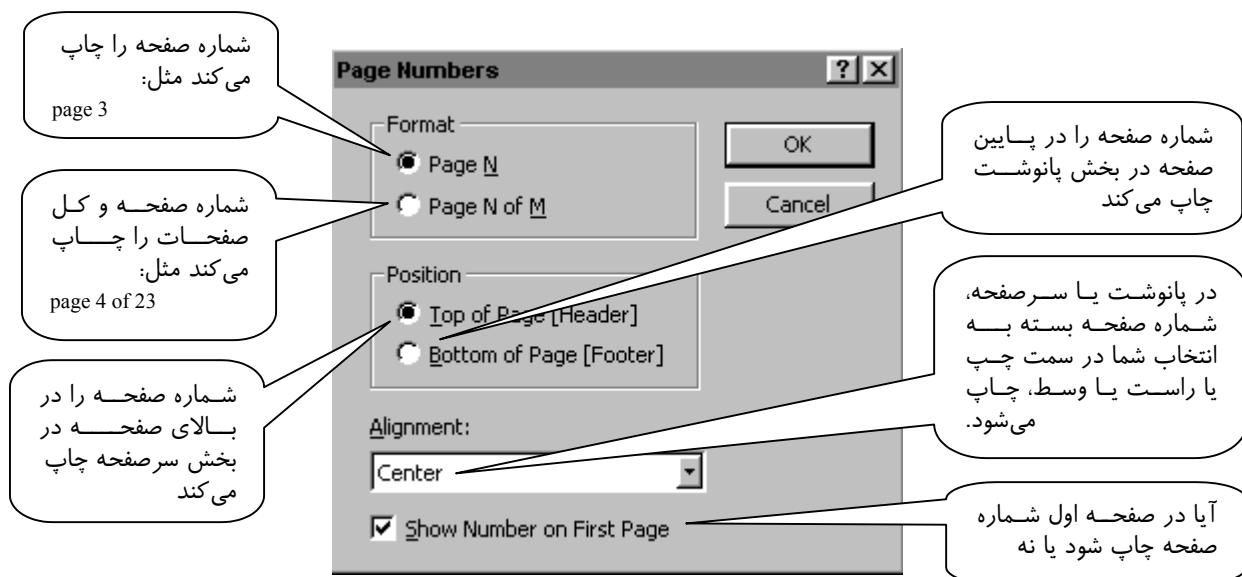 شماره صفحه را چاپ
می‌کند مثل:
page 3
شماره صفحه و کل
صفحات را چاپ
می‌کند مثل:
page 4 of 23
شماره صفحه را در
بالای صفحه در
بخش سرصفحه چاپ
می‌کند
Page Numbers
Format
Page N
Page N of M
OK
Cancel
Position
Top of Page [Header]
Bottom of Page [Footer]
Alignment:
Center
Show Number on First Page
شماره صفحه را در پایین
صفحه در بخش پانوشت
چاپ می‌کند
در پانوشت یا سرصفحه،
شماره صفحه بسته به
انتخاب شما در سمت چپ
یا راست یا وسط، چاپ
می‌شود.
آیا در صفحه اول شماره
صفحه چاپ شود یا نه